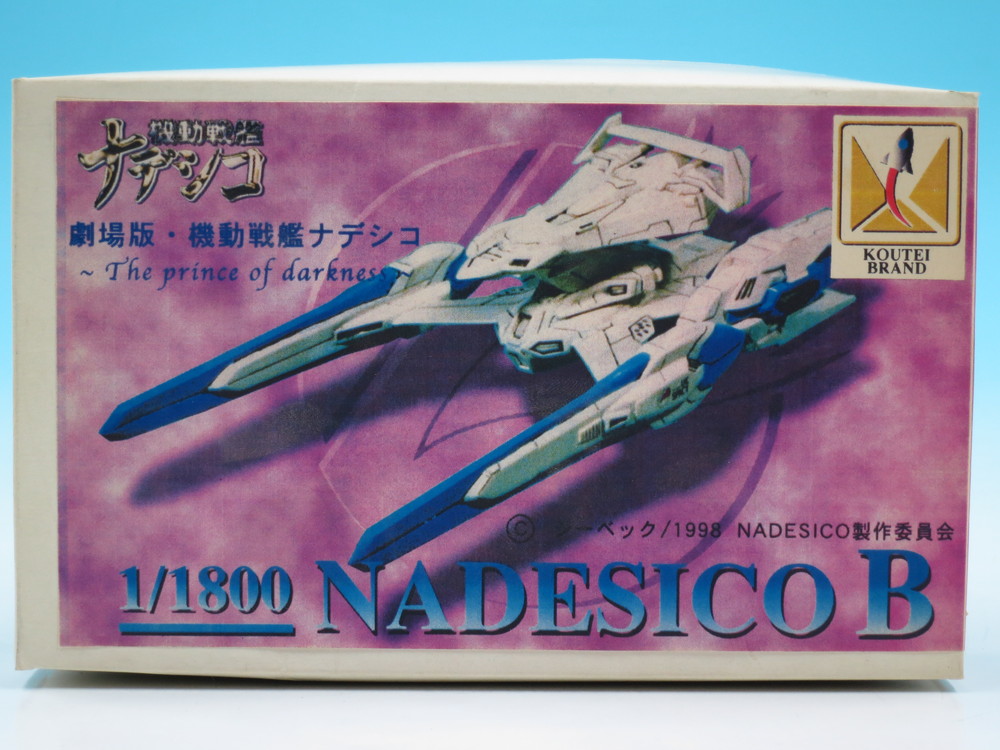 機動戦艦
ナデシコ
劇場版・機動戦艦ナデシコ
~ The prince of darkness ~
KOUTEI
BRAND
© ジーベック/1998 NADESICO製作委員会
1/1800 NADESICO B